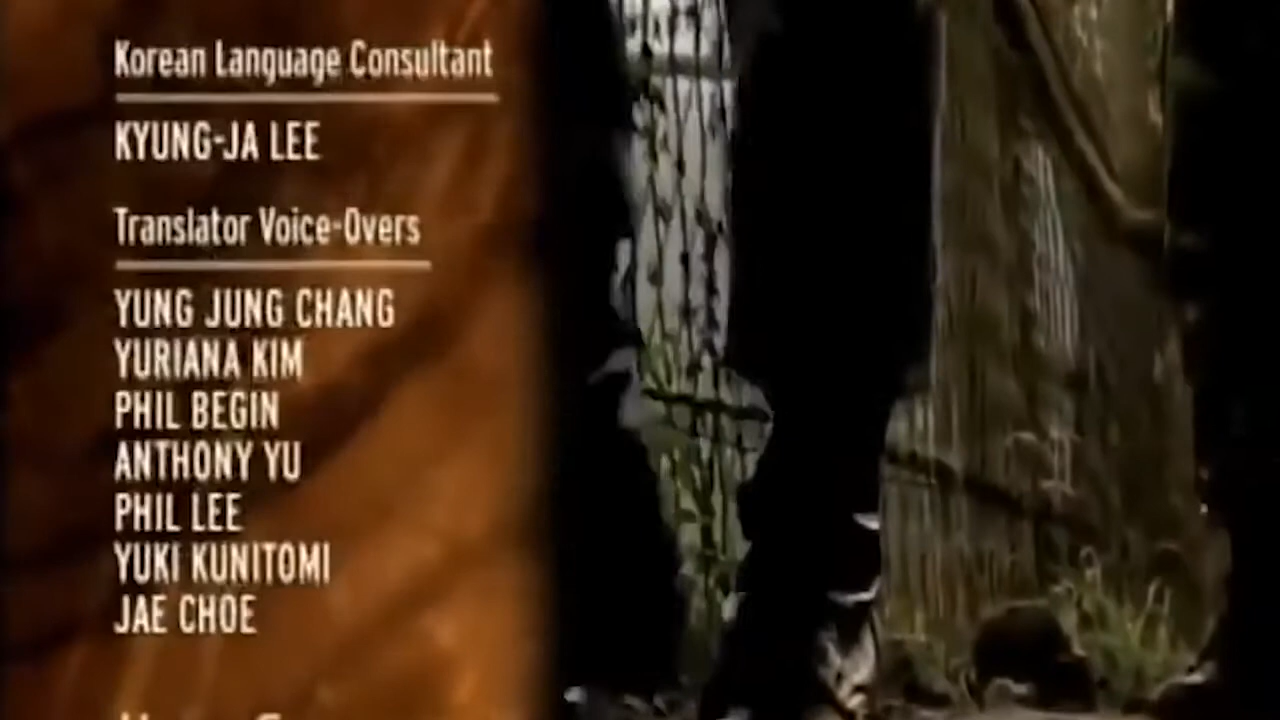 Korean Language Consultant
KYUNG-JA LEE
Translator Voice-Overs
YUNG JUNG CHANG
YURIANA KIM
PHIL BEGIN
ANTHONY YU
PHIL LEE
YUKI KUNITOMI
JAE CHOE